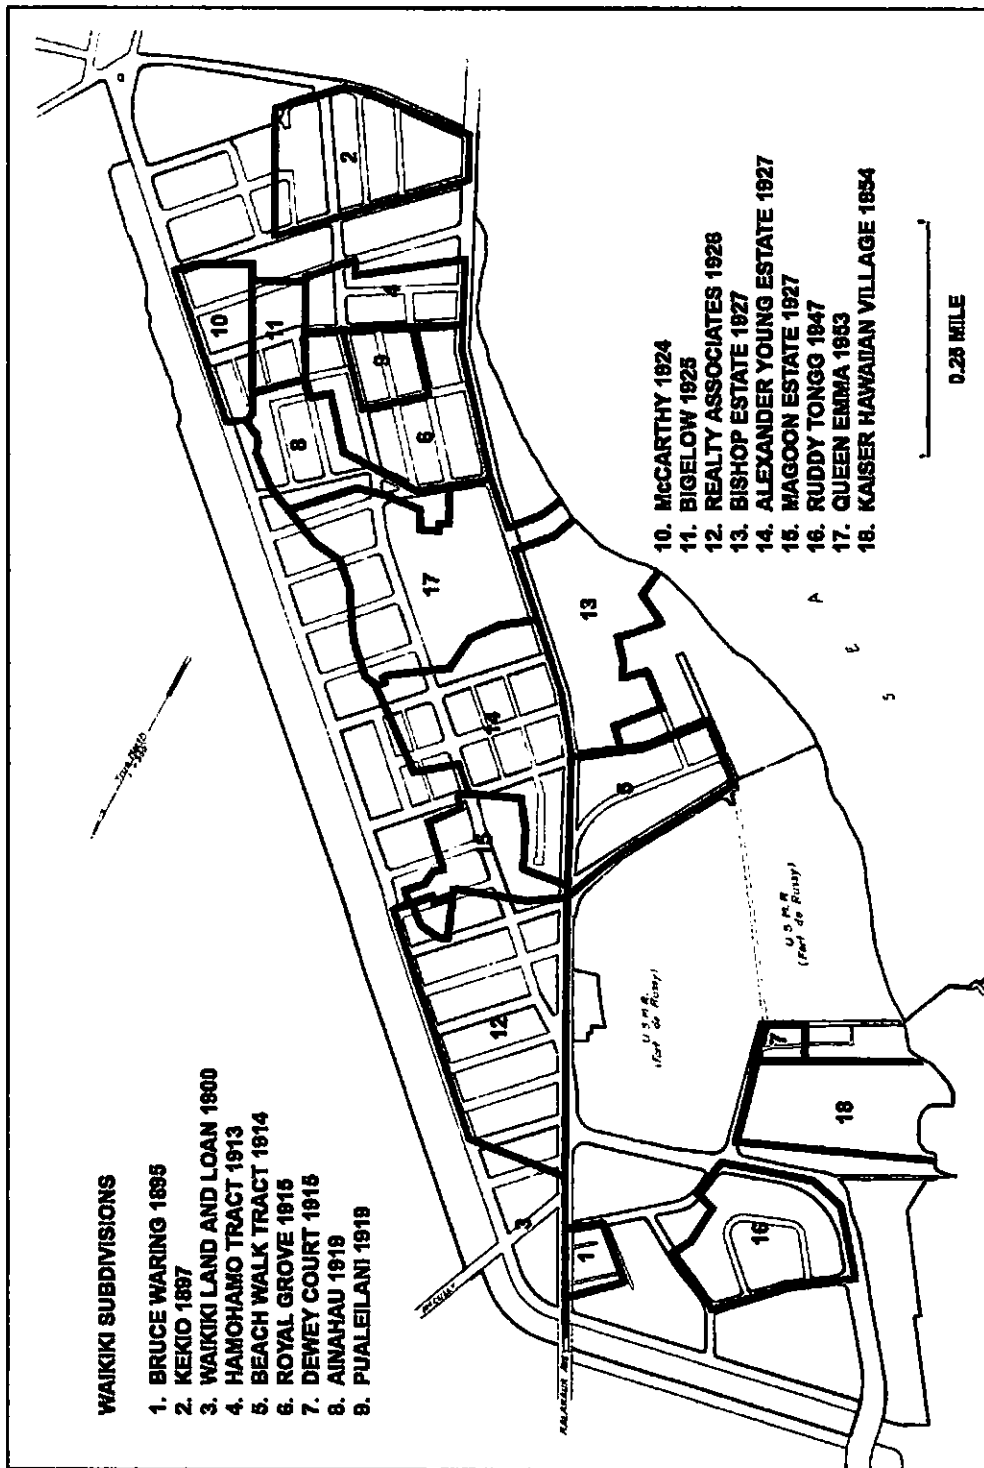 WAIKIKI SUBDIVISIONS
1. BRUCE WARING 1895
2. KEKIO 1897
3. WAIKIKI LAND AND LOAN 1900
4. HAMOHAMO TRACT 1913
5. BEACH WALK TRACT 1914
6. ROYAL GROVE 1915
7. DEWEY COURT 1915
8. AINAHAU 1919
9. PUALEILANI 1919
10. McCARTHY 1924
11. BIGELOW 1925
12. REALTY ASSOCIATES 1926
13. BISHOP ESTATE 1927
14. ALEXANDER YOUNG ESTATE 1927
15. MAGOON ESTATE 1927
16. RUDDY TONGG 1947
17. QUEEN EMMA 1953
18. KAISER HAWAIIAN VILLAGE 1954
0.25 MILE
McCULLY
KALAKAUA AVE
U S M R
(Fort de Russy)
U S M R
(Fort de Russy)
S E A
1
2
3
4
5
6
7
8
9
10
11
12
13
14
15
16
17
18